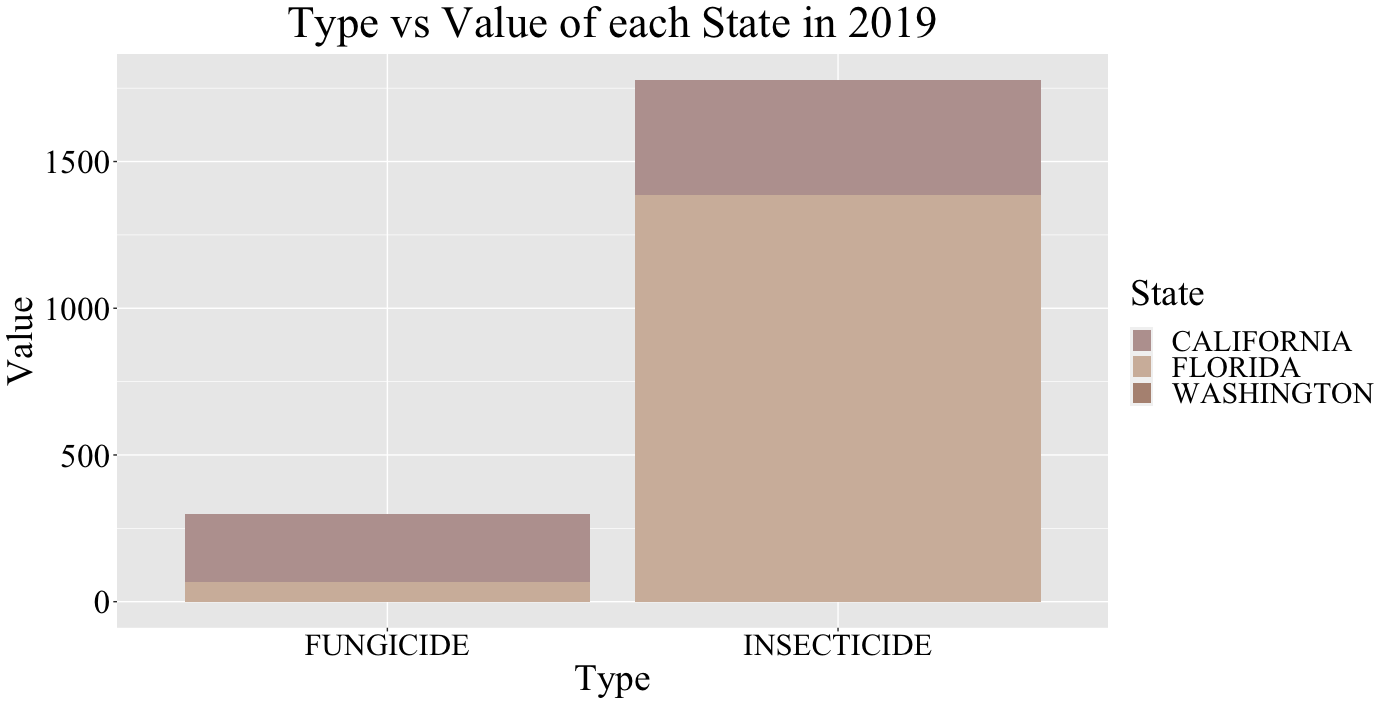 Type vs Value of each State in 2019
Value
1500
1000
500
0
FUNGICIDE
INSECTICIDE
Type
State
CALIFORNIA
FLORIDA
WASHINGTON